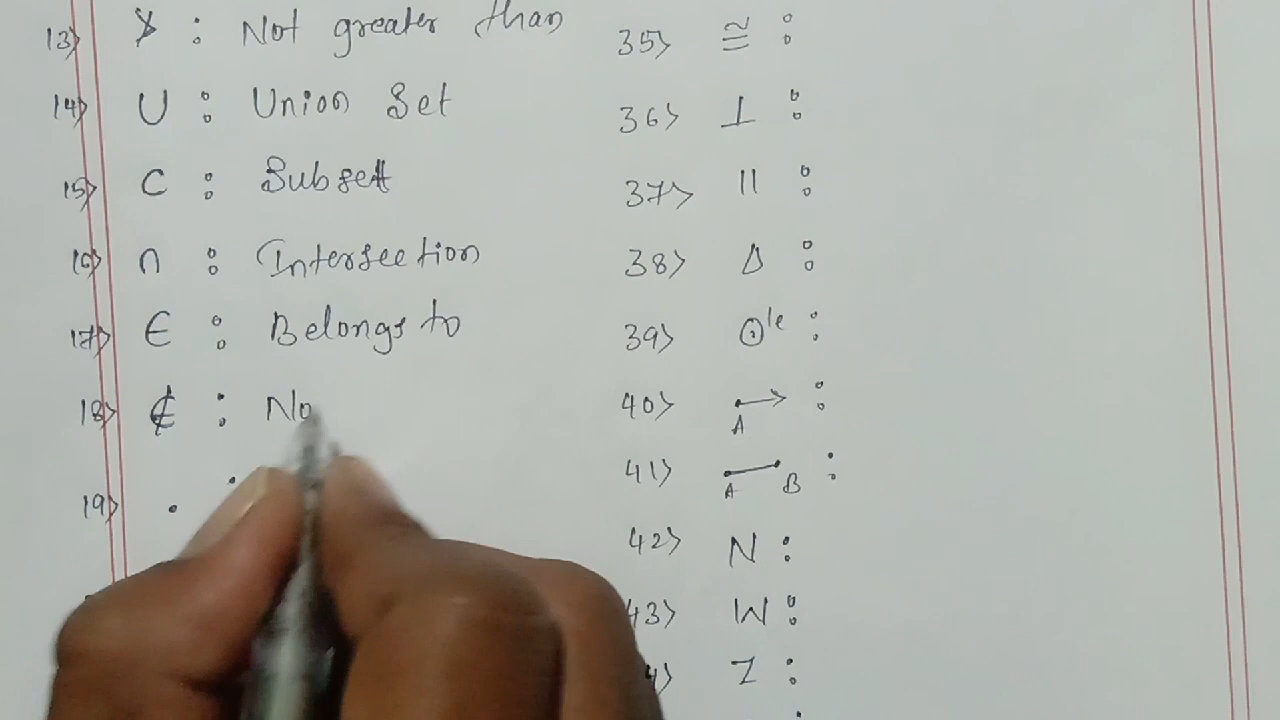 13> ≯ : Not greater than
14> ∪ : Union Set
15> ⊂ : Subset
16> ∩ : Intersection
17> ∈ : Belongs to
18> ∉ : No
19> . :
35> ≅ :
36> ⊥ :
37> || :
38> Δ :
39> ⊙le :
40> A → :
41> A B :
42> N :
43> W :
4> Z :